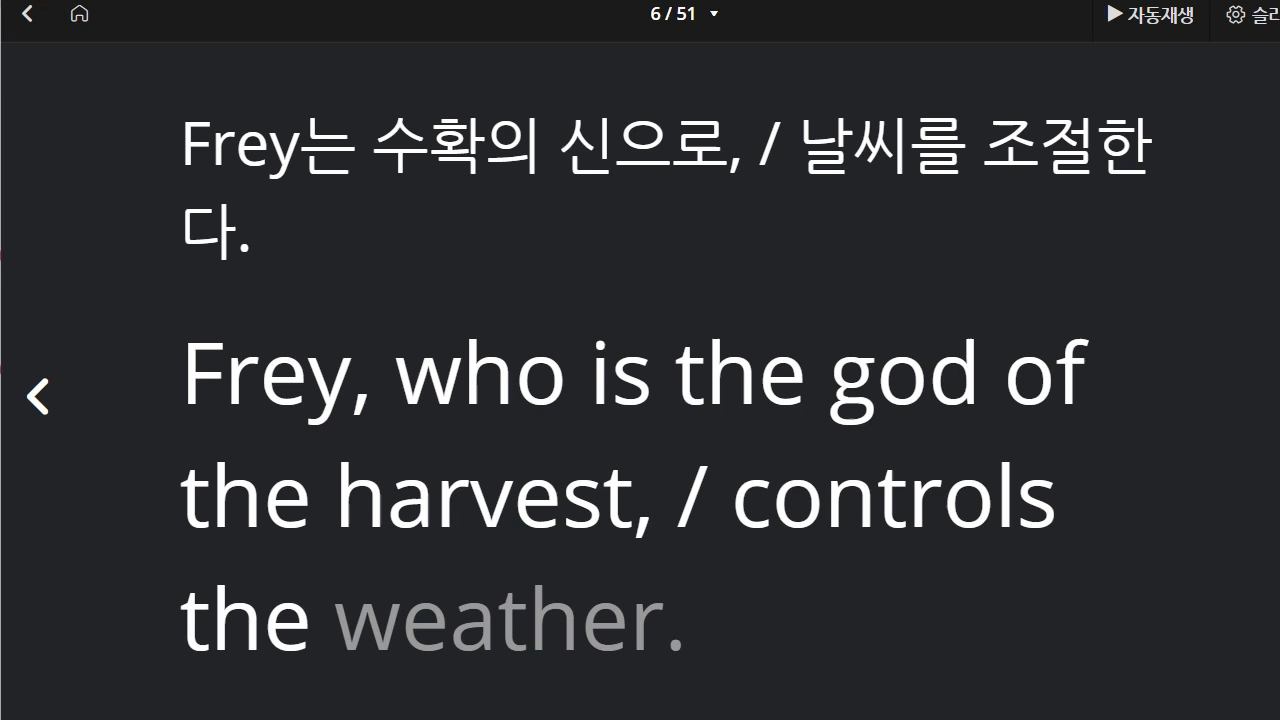 6 / 51
자동재생
Frey는 수확의 신으로, / 날씨를 조절한
다.
Frey, who is the god of
the harvest, / controls
the weather.